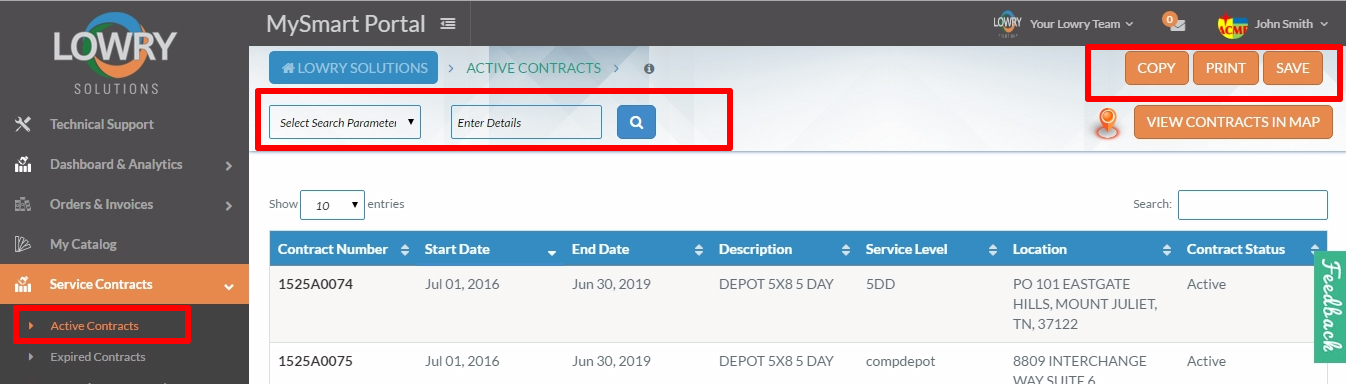 LOWRY
SOLUTIONS
MySmart Portal
Your Lowry Team
0
ACME
John Smith
LOWRY SOLUTIONS
ACTIVE CONTRACTS
COPY
PRINT
SAVE
Select Search Parameter
Enter Details
VIEW CONTRACTS IN MAP
Technical Support
Dashboard & Analytics
Orders & Invoices
My Catalog
Service Contracts
Active Contracts
Expired Contracts
Show 10 entries
Search:
Contract Number Start Date End Date Description Service Level Location Contract Status
1525A0074 Jul 01, 2016 Jun 30, 2019 DEPOT 5X8 5 DAY 5DD PO 101 EASTGATE Active
HILLS, MOUNT JULIET,
TN, 37122
1525A0075 Jul 01, 2016 Jun 30, 2019 DEPOT 5X8 5 DAY compdepot 8809 INTERCHANGE Active
WAY SUITE 6
Feedback